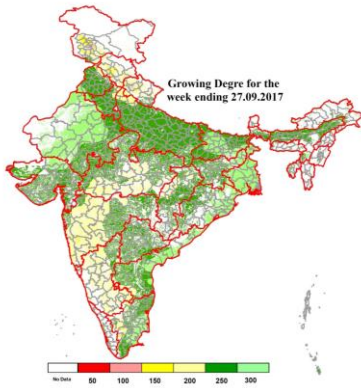 Growing Degre for the
week ending 27.09.2017
No Data 50 100 150 200 250 300